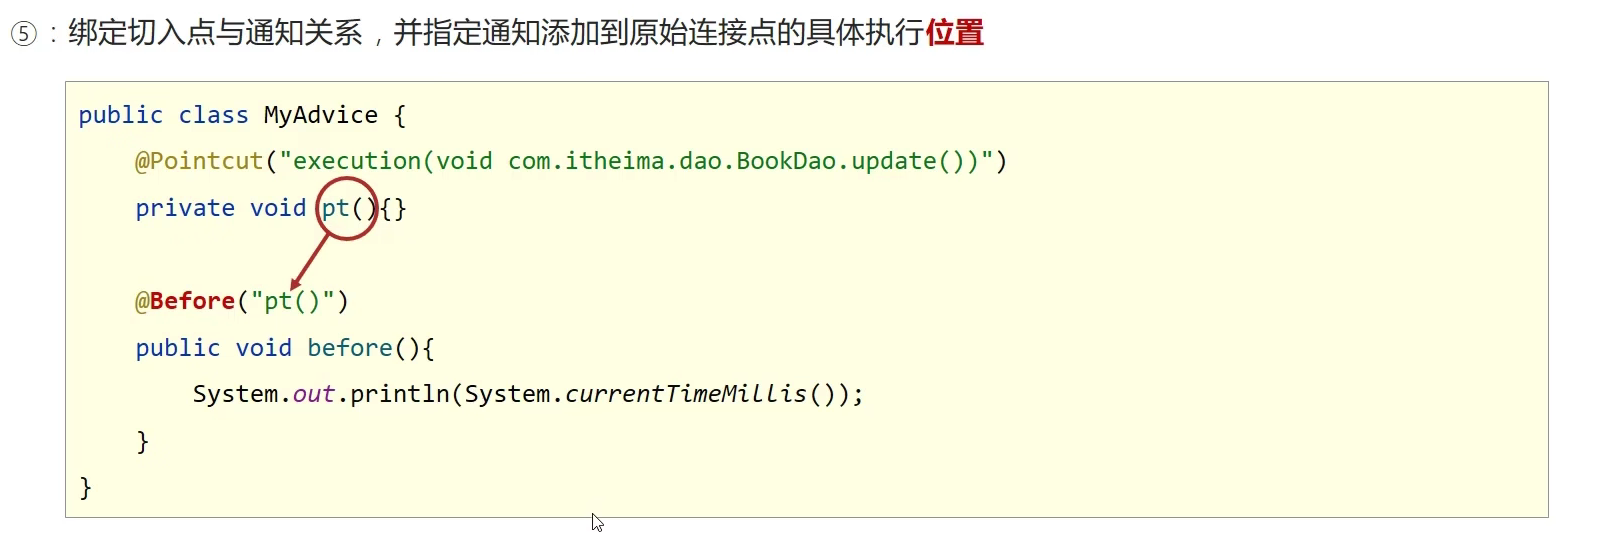 ⑤：绑定切入点与通知关系，并指定通知添加到原始连接点的具体执行位置
public class MyAdvice {
    @Pointcut("execution(void com.itheima.dao.BookDao.update())")
    private void pt(){}
    @Before("pt()")
    public void before(){
        System.out.println(System.currentTimeMillis());
    }
}